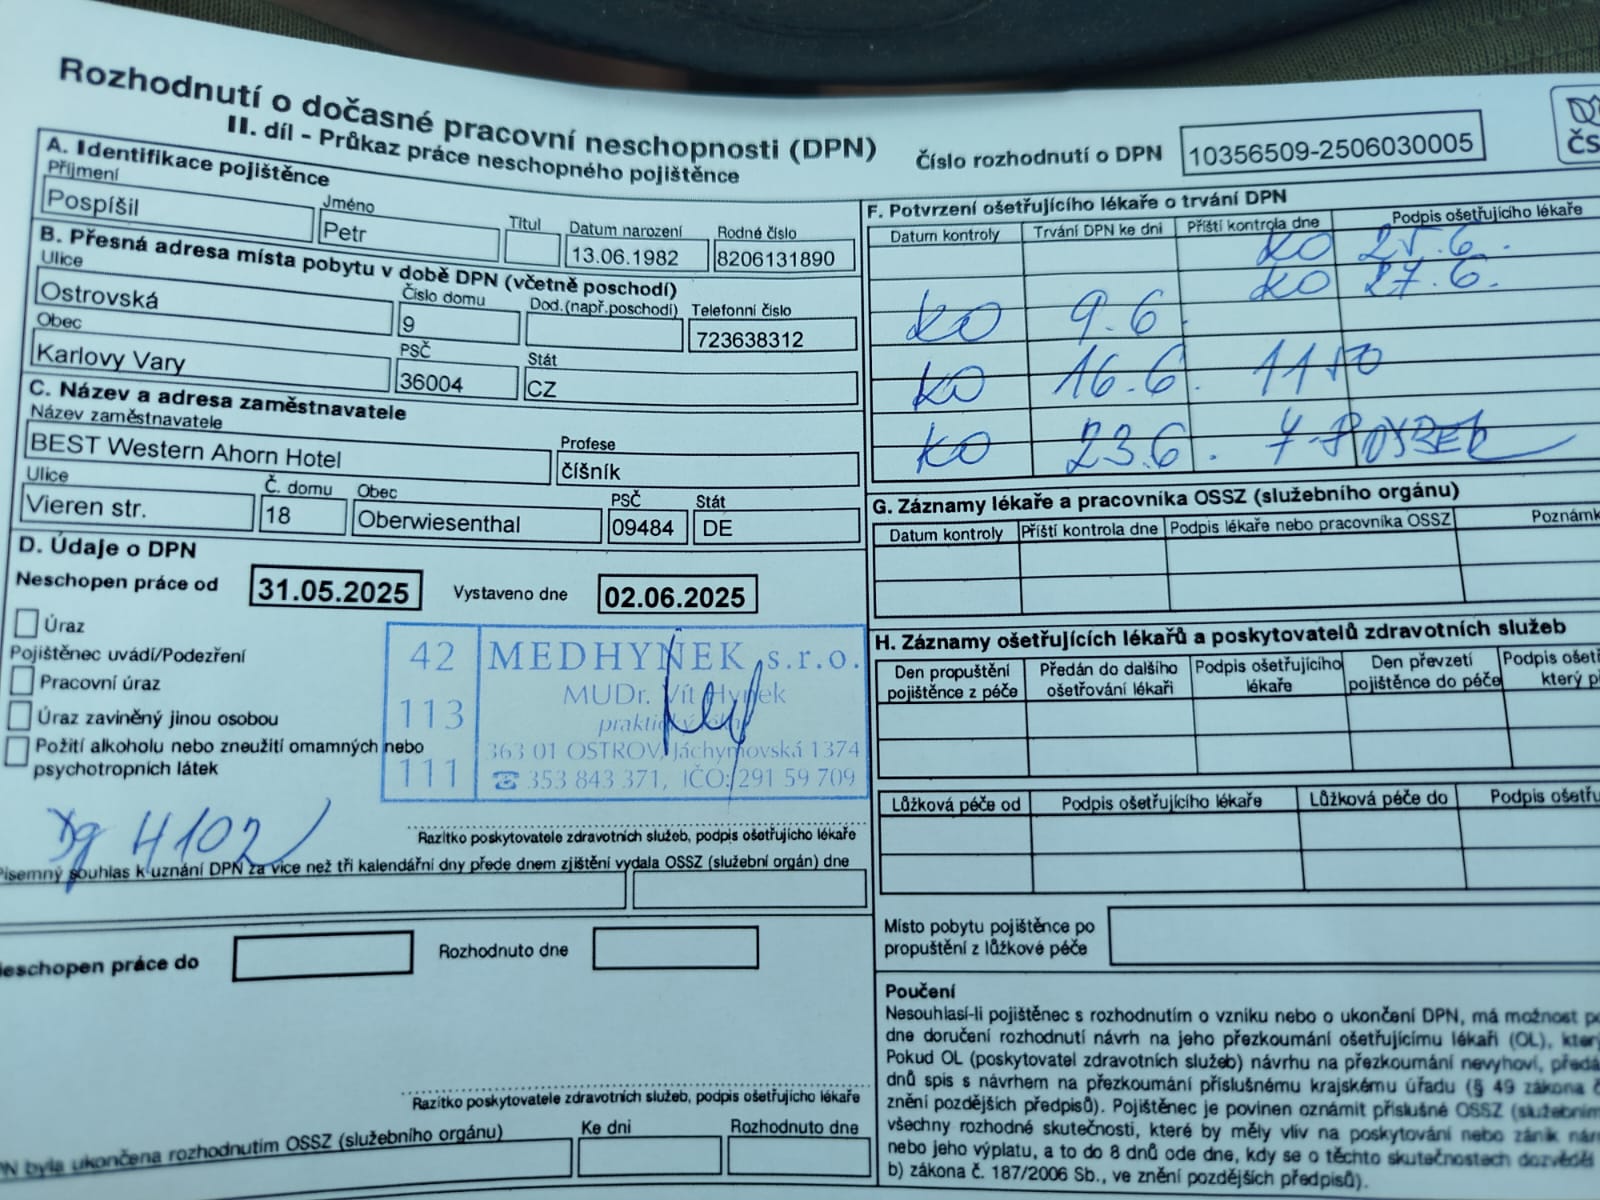 Rozhodnutí o dočasné pracovní neschopnosti (DPN)
II. díl - Průkaz práce neschopného pojištěnce
Číslo rozhodnutí o DPN
10356509-2506030005
A. Identifikace pojištěnce
Příjmení Jméno Titul Datum narození Rodné číslo
Pospíšil Petr 13.06.1982 8206131890
B. Přesná adresa místa pobytu v době DPN (včetně poschodí)
Ulice Číslo domu Dod.(např.poschodí) Telefonní číslo
Ostrovská 9 723638312
Obec PSČ Stát
Karlovy Vary 36004 CZ
C. Název a adresa zaměstnavatele
Název zaměstnavatele Profese
BEST Western Ahorn Hotel číšník
Ulice Č. domu Obec PSČ Stát
Vieren str. 18 Oberwiesenthal 09484 DE
D. Údaje o DPN
Neschopen práce od 31.05.2025 Vystaveno dne 02.06.2025
Úraz
Pojištěnec uvádí/Podezření
Pracovní úraz
Úraz zaviněný jinou osobou
Požití alkoholu nebo zneužití omamných nebo
psychotropních látek
42
113
111
MEDHYNEK s.r.o.
MUDr. Vít Hynek
praktický
363 01 OSTROV, Jáchymovská 1374
☎ 353 843 371, IČO: 291 59 709
Dg H102
Razítko poskytovatele zdravotních služeb, podpis ošetřujícího lékaře
Písemný souhlas k uznání DPN za více než tři kalendářní dny přede dnem zjištění vydala OSSZ (služební orgán) dne
neschopen práce do Rozhodnuto dne
Razítko poskytovatele zdravotních služeb, podpis ošetřujícího lékaře
PN byla ukončena rozhodnutím OSSZ (služebního orgánu) Ke dni Rozhodnuto dne
F. Potvrzení ošetřujícího lékaře o trvání DPN
Datum kontroly Trvání DPN ke dni Příští kontrola dne Podpis ošetřujícího lékaře
KO 25.6.
KO 27.6.
KO 9.6.
KO 16.6. 1150
KO 23.6.
G. Záznamy lékaře a pracovníka OSSZ (služebního orgánu)
Datum kontroly Příští kontrola dne Podpis lékaře nebo pracovníka OSSZ Poznámk
H. Záznamy ošetřujících lékařů a poskytovatelů zdravotních služeb
Den propuštění Předán do dalšího Podpis ošetřujícího Den převzetí Podpis ošet
pojištěnce z péče ošetřování lékaři lékaře pojištěnce do péče který p
Lůžková péče od Podpis ošetřujícího lékaře Lůžková péče do Podpis ošetřu
Místo pobytu pojištěnce po
propuštění z lůžkové péče
Poučení
Nesouhlasí-li pojištěnec s rozhodnutím o vzniku nebo o ukončení DPN, má možnost po
dne doručení rozhodnutí návrh na jeho přezkoumání ošetřujícímu lékaři (OL), kter
Pokud OL (poskytovatel zdravotních služeb) návrhu na přezkoumání nevyhoví, předá
dnů spis s návrhem na přezkoumání příslušnému krajskému úřadu (§ 49 zákona č
znění pozdějších předpisů). Pojištěnec je povinen oznámit příslušné OSSZ (služebním
všechny rozhodné skutečnosti, které by měly vliv na poskytování nebo zánik nár
nebo jeho výplatu, a to do 8 dnů ode dne, kdy se o těchto skutečnostech dozvěděl
b) zákona č. 187/2006 Sb., ve znění pozdějších předpisů).
ČS